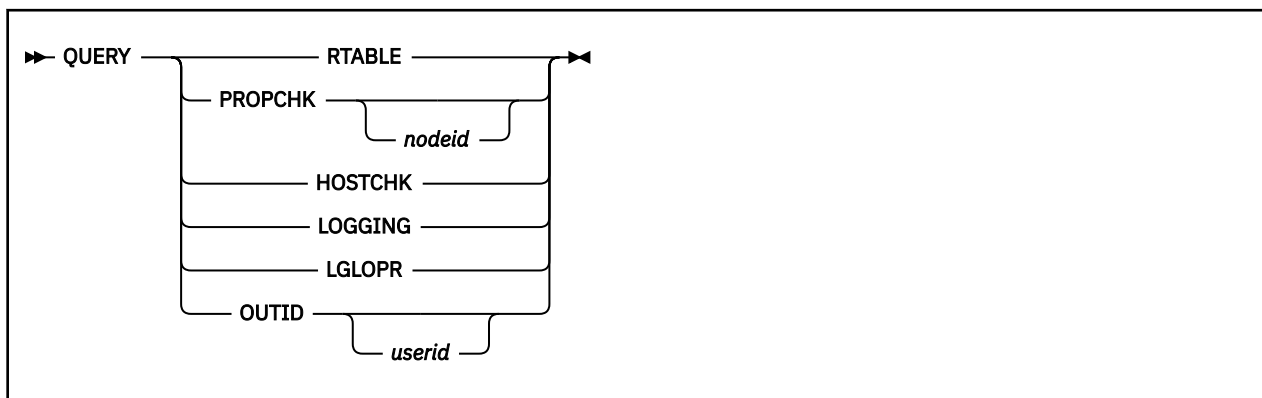 QUERY RTABLE
PROPCHK
nodeid
HOSTCHK
LOGGING
LGLOPR
OUTID
userid